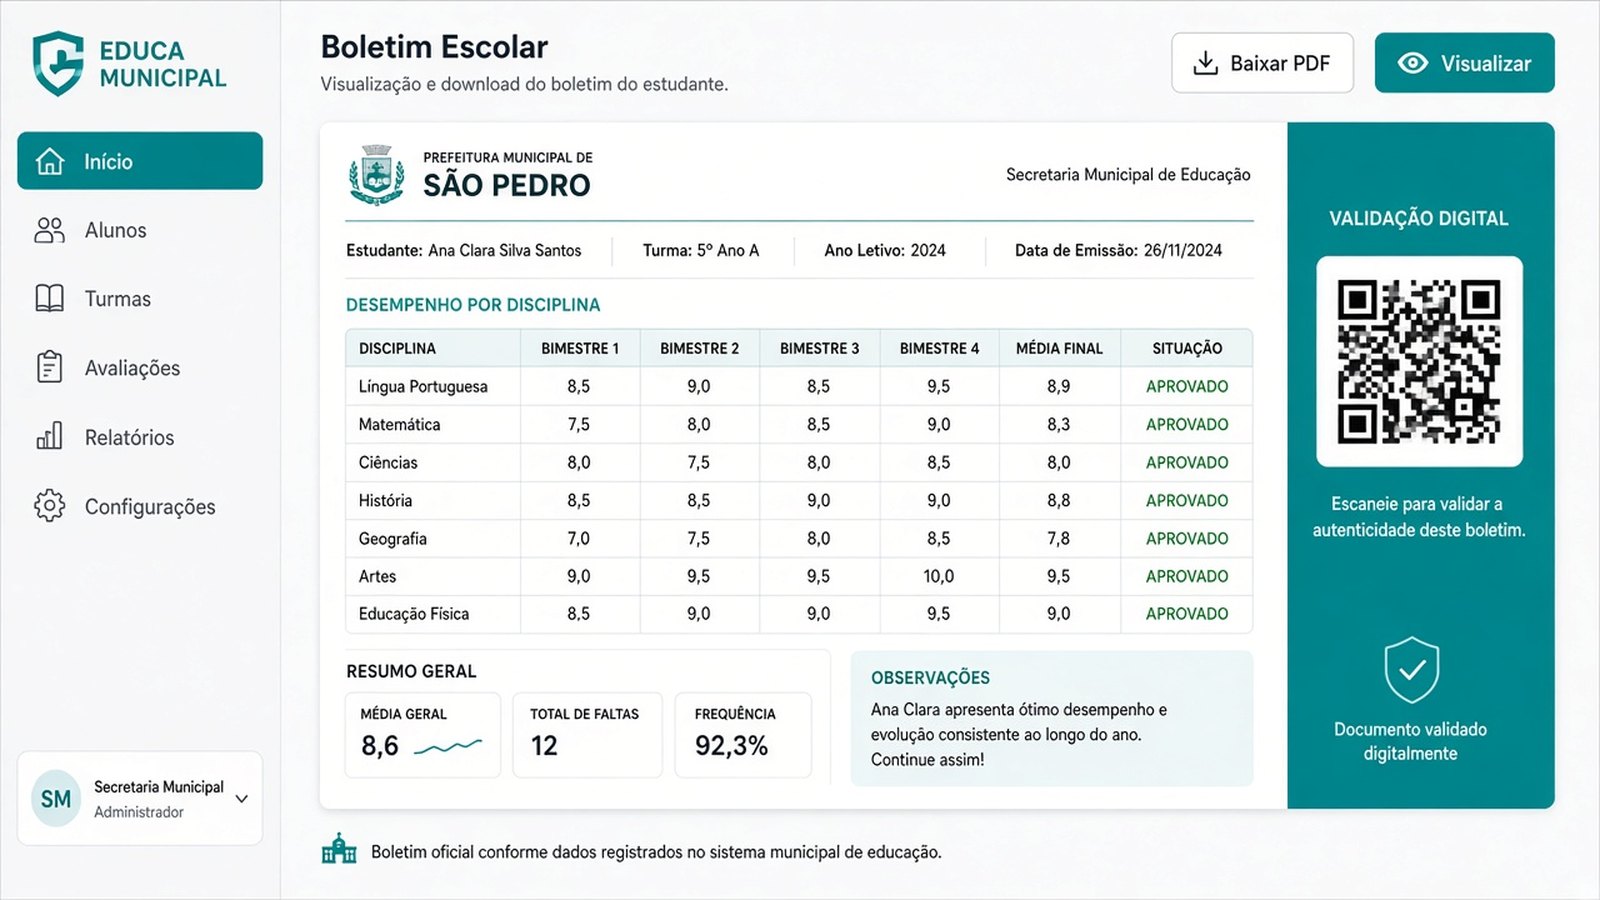 EDUCA
MUNICIPAL
Início
Alunos
Turmas
Avaliações
Relatórios
Configurações
SM
Secretaria Municipal
Administrador
Boletim Escolar
Visualização e download do boletim do estudante.
Baixar PDF
Visualizar
PREFEITURA MUNICIPAL DE
SÃO PEDRO
Secretaria Municipal de Educação
Estudante: Ana Clara Silva Santos Turma: 5º Ano A Ano Letivo: 2024 Data de Emissão: 26/11/2024
DESEMPENHO POR DISCIPLINA
DISCIPLINA BIMESTRE 1 BIMESTRE 2 BIMESTRE 3 BIMESTRE 4 MÉDIA FINAL SITUAÇÃO
Língua Portuguesa 8,5 9,0 8,5 9,5 8,9 APROVADO
Matemática 7,5 8,0 8,5 9,0 8,3 APROVADO
Ciências 8,0 7,5 8,0 8,5 8,0 APROVADO
História 8,5 8,5 9,0 9,0 8,8 APROVADO
Geografia 7,0 7,5 8,0 8,5 7,8 APROVADO
Artes 9,0 9,5 9,5 10,0 9,5 APROVADO
Educação Física 8,5 9,0 9,0 9,5 9,0 APROVADO
RESUMO GERAL
MÉDIA GERAL
8,6
TOTAL DE FALTAS
12
FREQUÊNCIA
92,3%
OBSERVAÇÕES
Ana Clara apresenta ótimo desempenho e
evolução consistente ao longo do ano.
Continue assim!
VALIDAÇÃO DIGITAL
Escaneie para validar a
autenticidade deste boletim.
Documento validado
digitalmente
Boletim oficial conforme dados registrados no sistema municipal de educação.